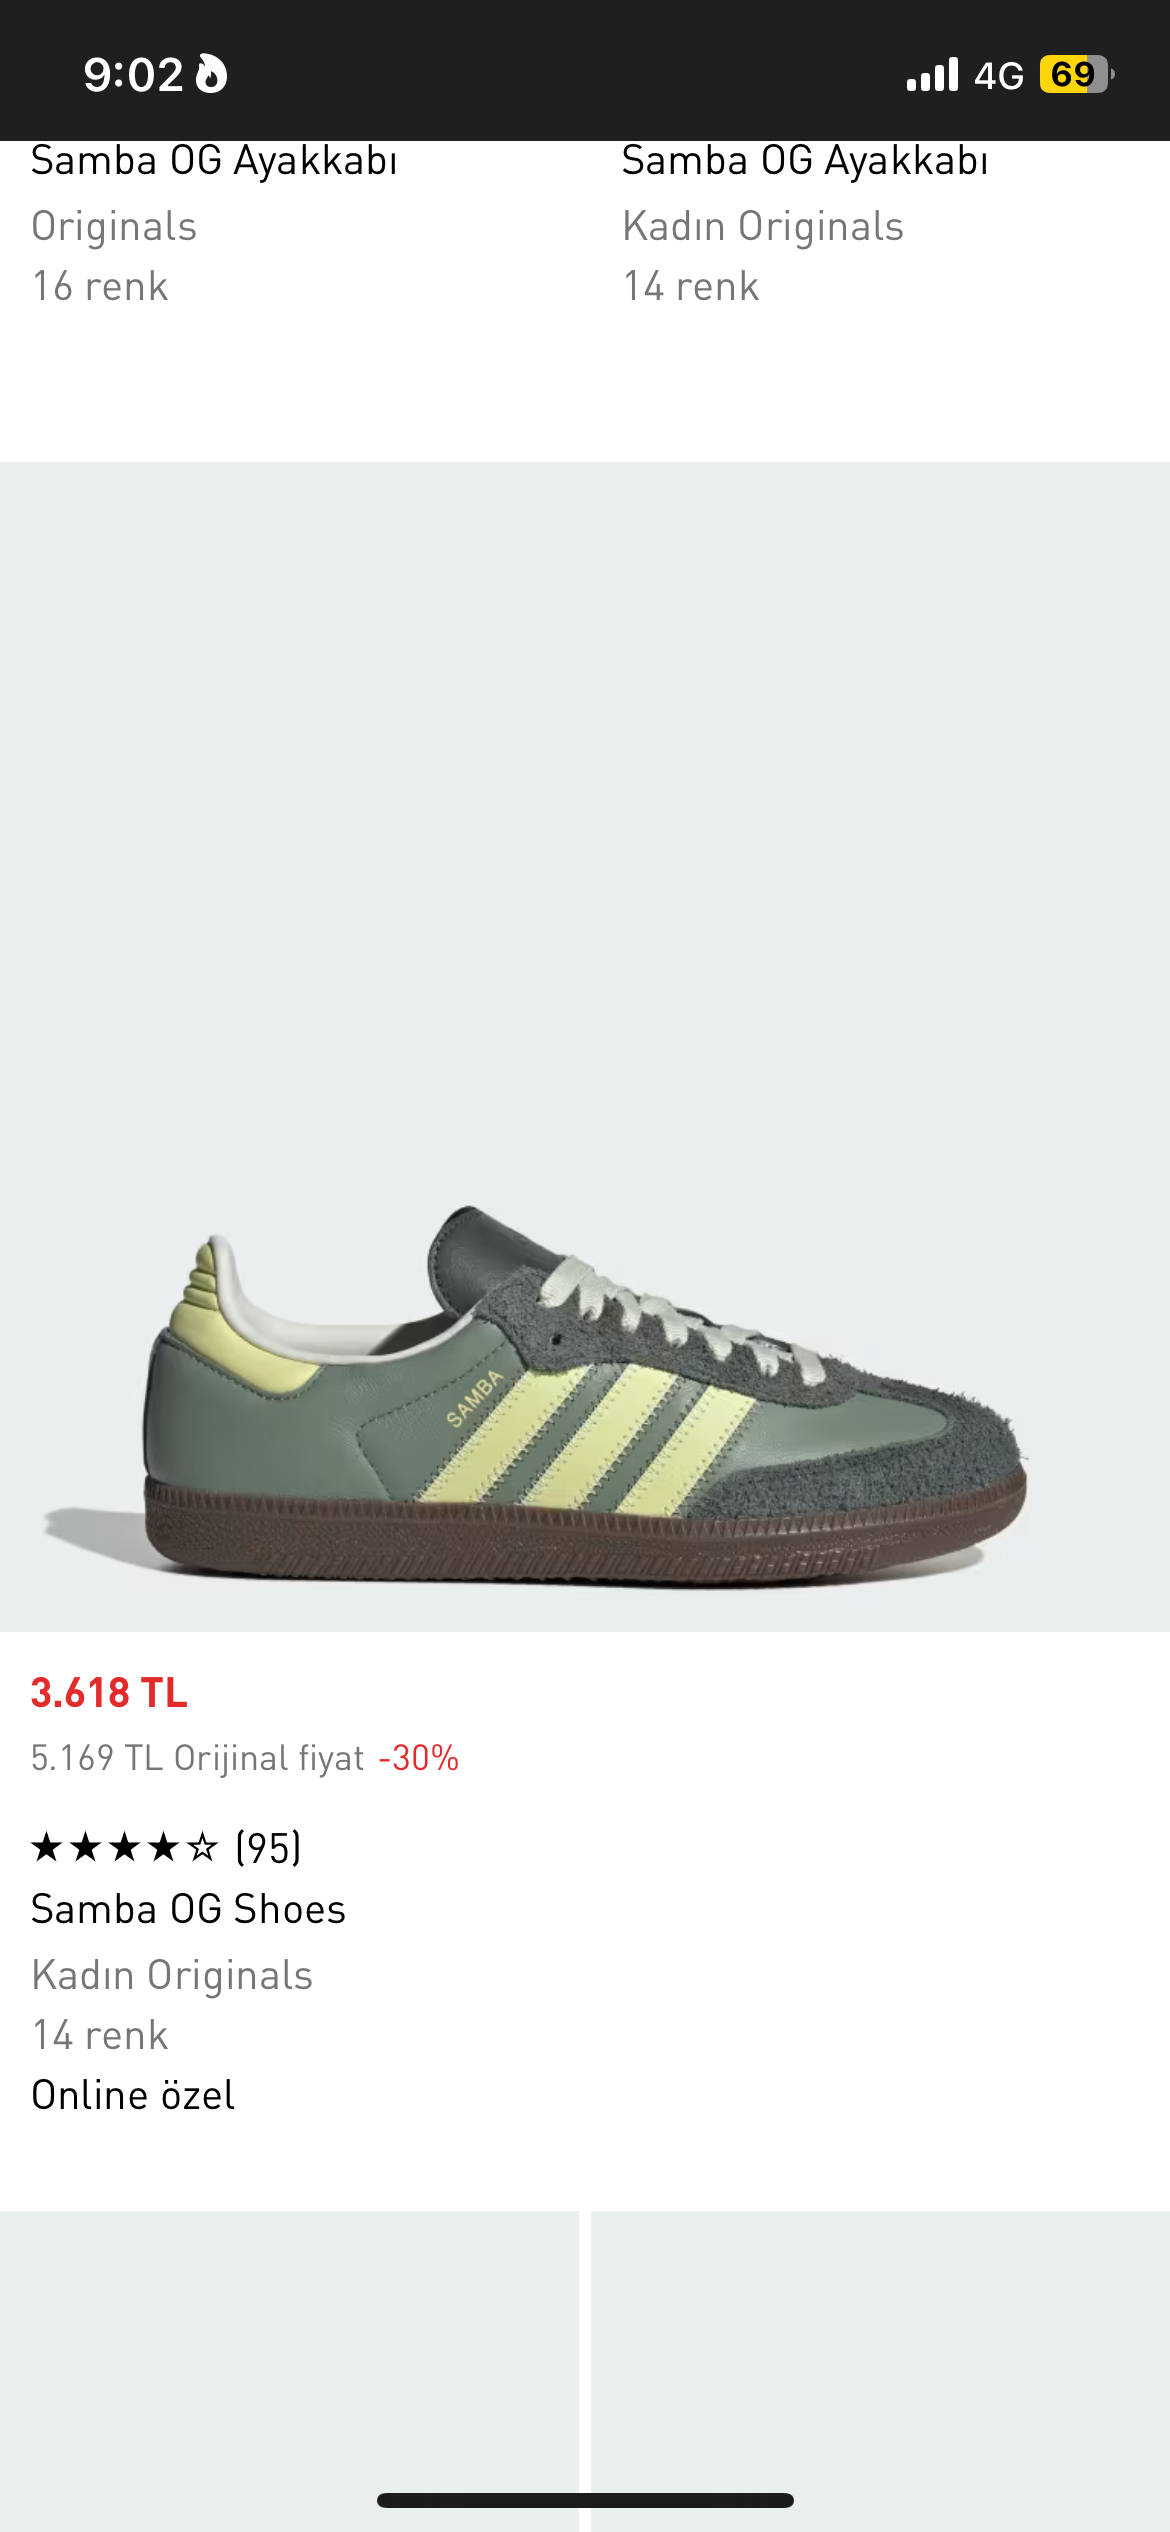 9:02 4G 69
Samba OG Ayakkabı
Originals
16 renk
Samba OG Ayakkabı
Kadın Originals
14 renk
SAMBA
3.618 TL
5.169 TL Orijinal fiyat -30%
★★★★☆ (95)
Samba OG Shoes
Kadın Originals
14 renk
Online özel